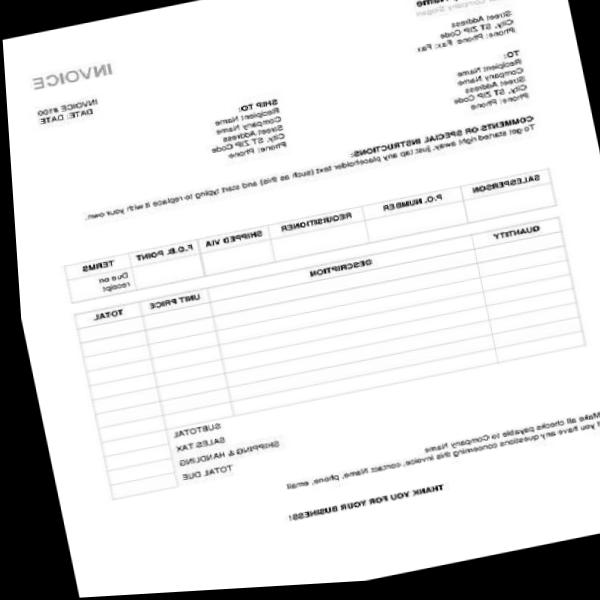 Name
Company Slogan
Street Address
City, ST ZIP Code
Phone: Phone Fax: Fax
INVOICE
INVOICE #100
DATE: DATE
TO:
Recipient Name
Company Name
Street Address
City, ST ZIP Code
Phone: Phone
SHIP TO:
Recipient Name
Company Name
Street Address
City, ST ZIP Code
Phone: Phone
COMMENTS OR SPECIAL INSTRUCTIONS:
To get started right away, just tap any placeholder text (such as this) and start typing to replace it with your own.
SALESPERSON P.O. NUMBER REQUISITIONER SHIPPED VIA F.O.B. POINT TERMS
Due on
receipt
QUANTITY DESCRIPTION UNIT PRICE TOTAL
SUBTOTAL
SALES TAX
SHIPPING & HANDLING
TOTAL DUE
Make all checks payable to Company Name
you have any questions concerning this invoice, contact Name, phone, email
THANK YOU FOR YOUR BUSINESS!